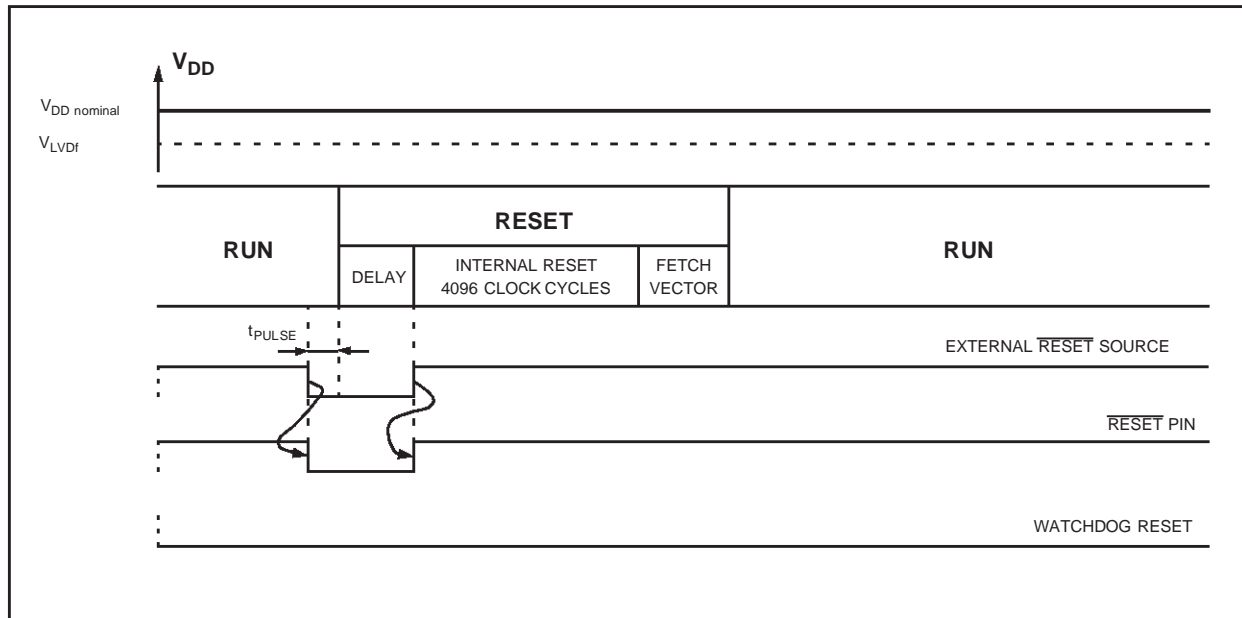 VDD
VDD nominal
VLVDf
RESET
RUN
RUN
DELAY
INTERNAL RESET
4096 CLOCK CYCLES
FETCH
VECTOR
tPULSE
EXTERNAL RESET SOURCE
RESET PIN
WATCHDOG RESET